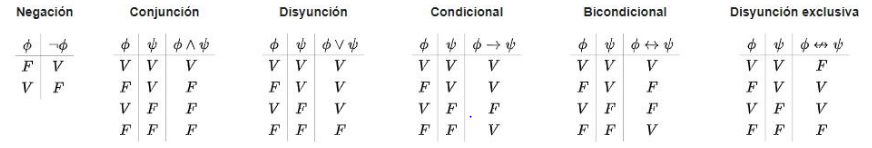 Negación Conjunción Disyunción Condicional Bicondicional Disyunción exclusiva
ϕ ¬ϕ ϕ ψ ϕ ∧ ψ ϕ ψ ϕ ∨ ψ ϕ ψ ϕ → ψ ϕ ψ ϕ ↔ ψ ϕ ψ ϕ ↮ ψ
F V V V V V V V V V V V V V V V F
V F F V F F V V F V V F V F F V V
V F F V F V V F F V F F V F V
F F F F F F F F V F F V F F F